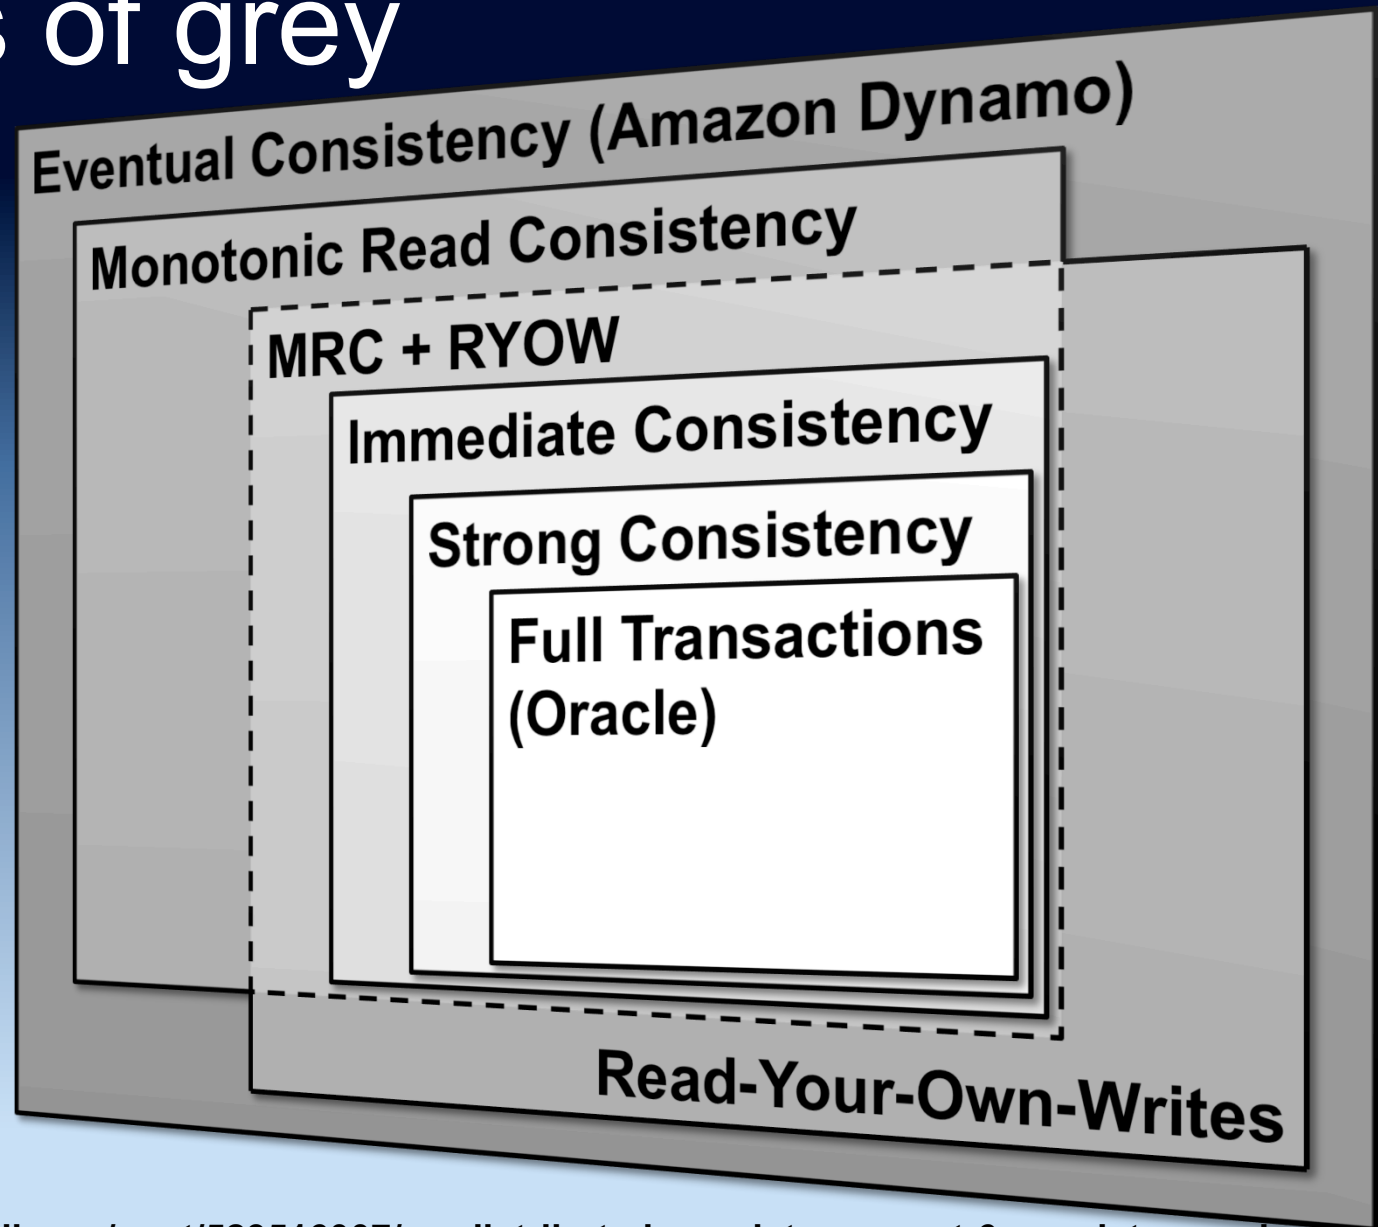 of grey
Eventual Consistency (Amazon Dynamo)
Monotonic Read Consistency
MRC + RYOW
Immediate Consistency
Strong Consistency
Full Transactions
(Oracle)
Read-Your-Own-Writes